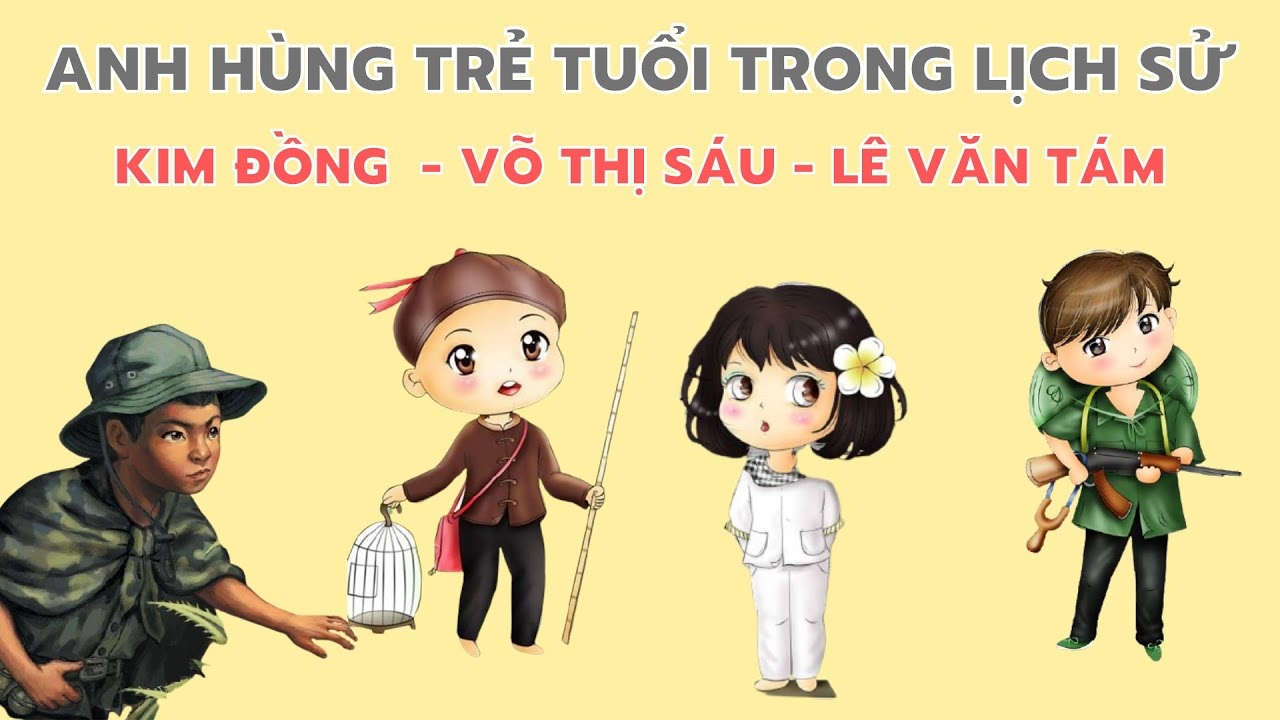 ANH HÙNG TRẺ TUỔI TRONG LỊCH SỬ
KIM ĐỒNG - VÕ THỊ SÁU - LÊ VĂN TÁM